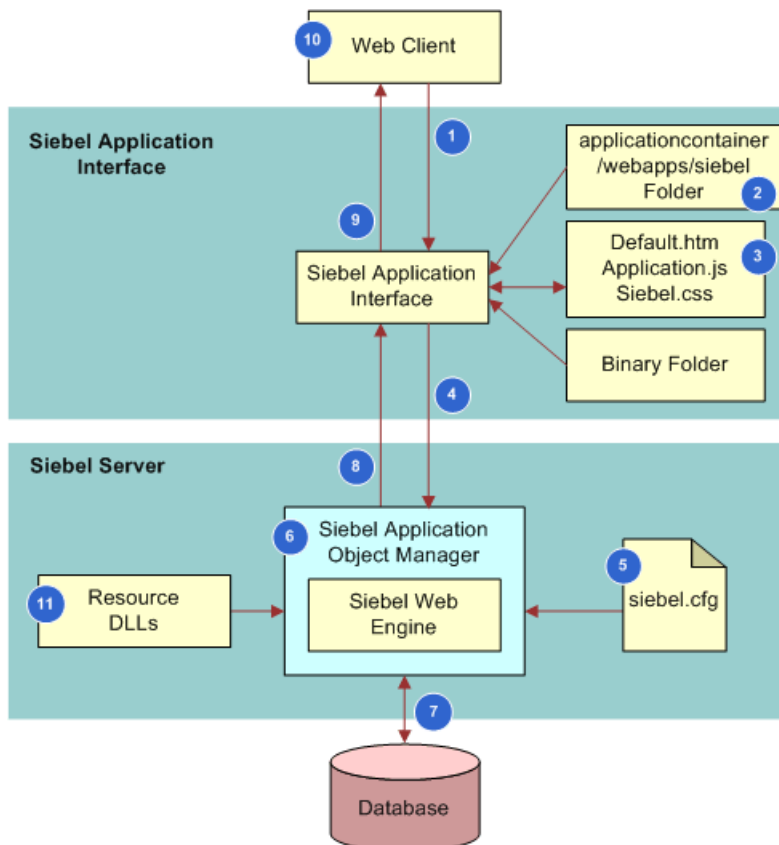 10
Web Client
Siebel Application
Interface
1
applicationcontainer
/webapps/siebel
Folder
2
9
Default.htm
Application.js
Siebel.css
3
Siebel Application
Interface
Binary Folder
4
Siebel Server
8
6
Siebel Application
Object Manager
5
siebel.cfg
11
Resource
DLLs
Siebel Web
Engine
7
Database